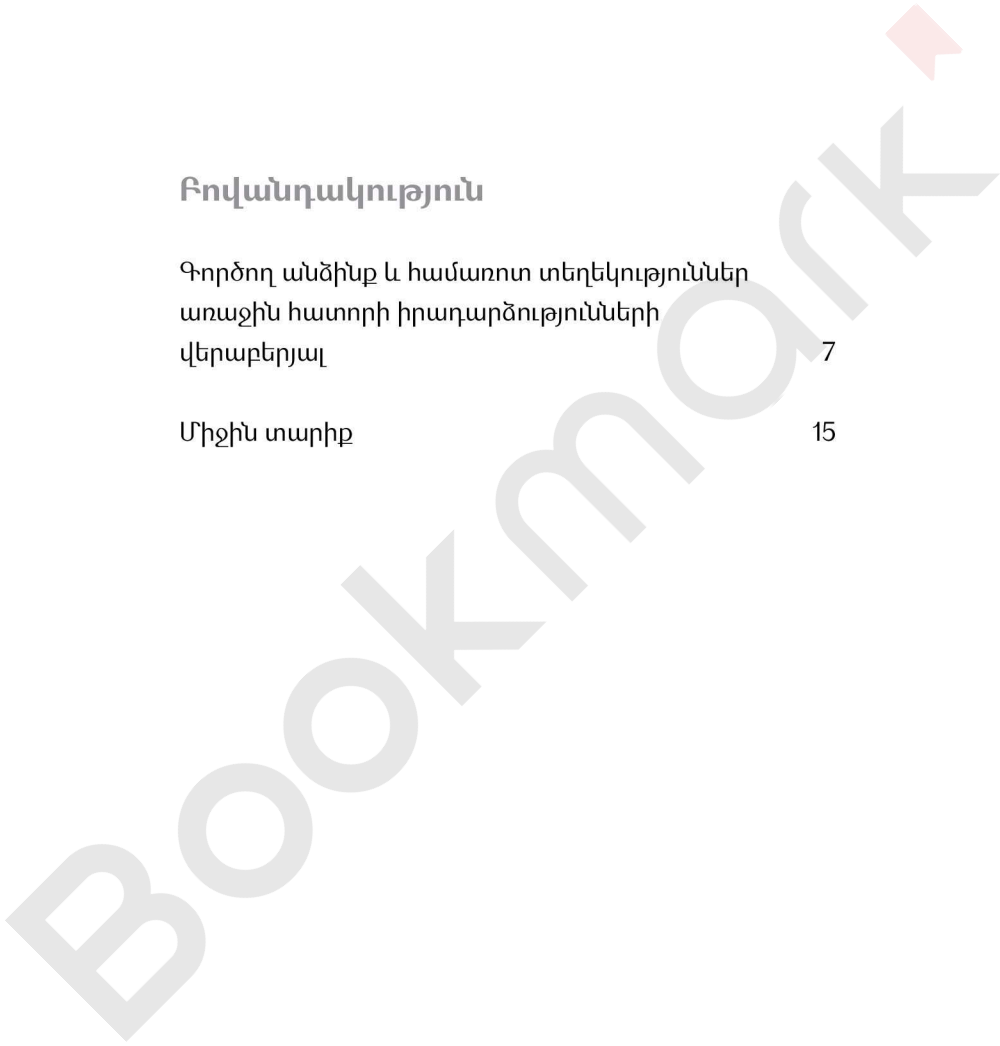 Բովանդակություն
Գործող անձինք և համառոտ տեղեկություններ
առաջին հատորի իրադարձությունների
վերաբերյալ 7
Միջին տարիք 15
Bookmark